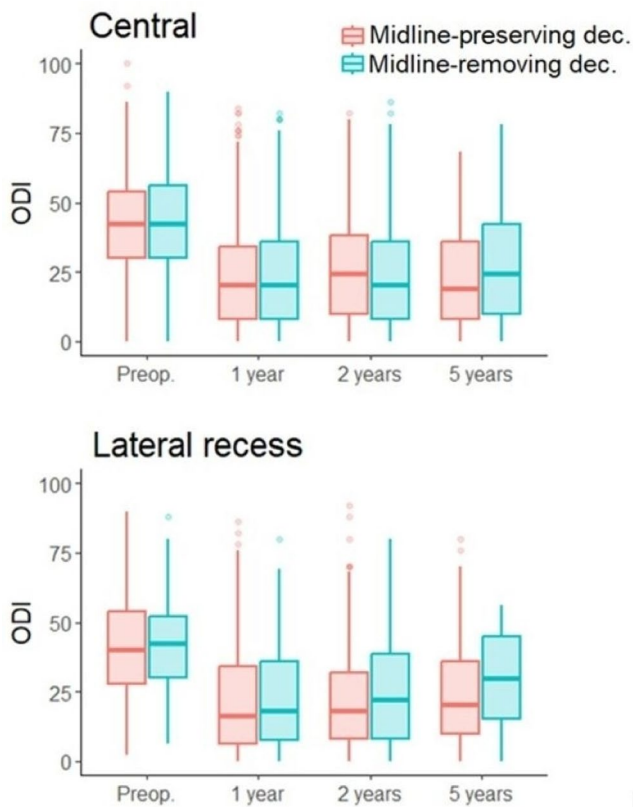 Central
Midline-preserving dec.
Midline-removing dec.
100
75
50
25
0
ODI
Preop. 1 year 2 years 5 years
Lateral recess
100
75
50
25
0
ODI
Preop. 1 year 2 years 5 years